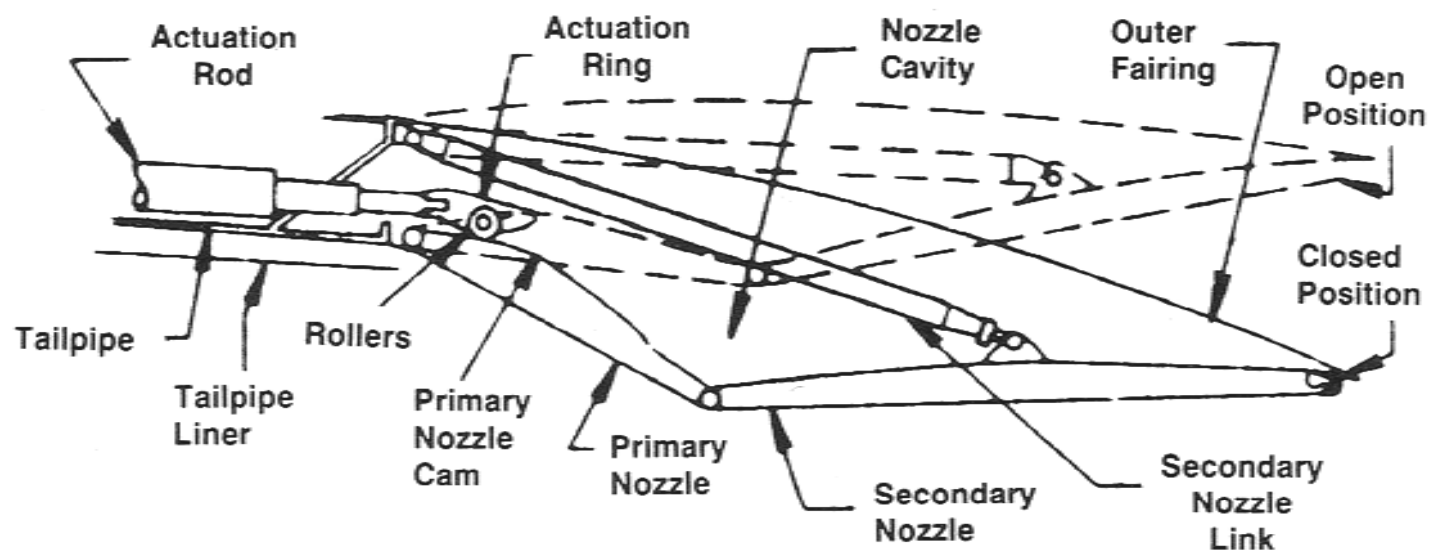 Actuation
Rod
Actuation
Ring
Nozzle
Cavity
Outer
Fairing
Open
Position
Closed
Position
Tailpipe
Tailpipe
Liner
Rollers
Primary
Nozzle
Cam
Primary
Nozzle
Secondary
Nozzle
Secondary
Nozzle
Link